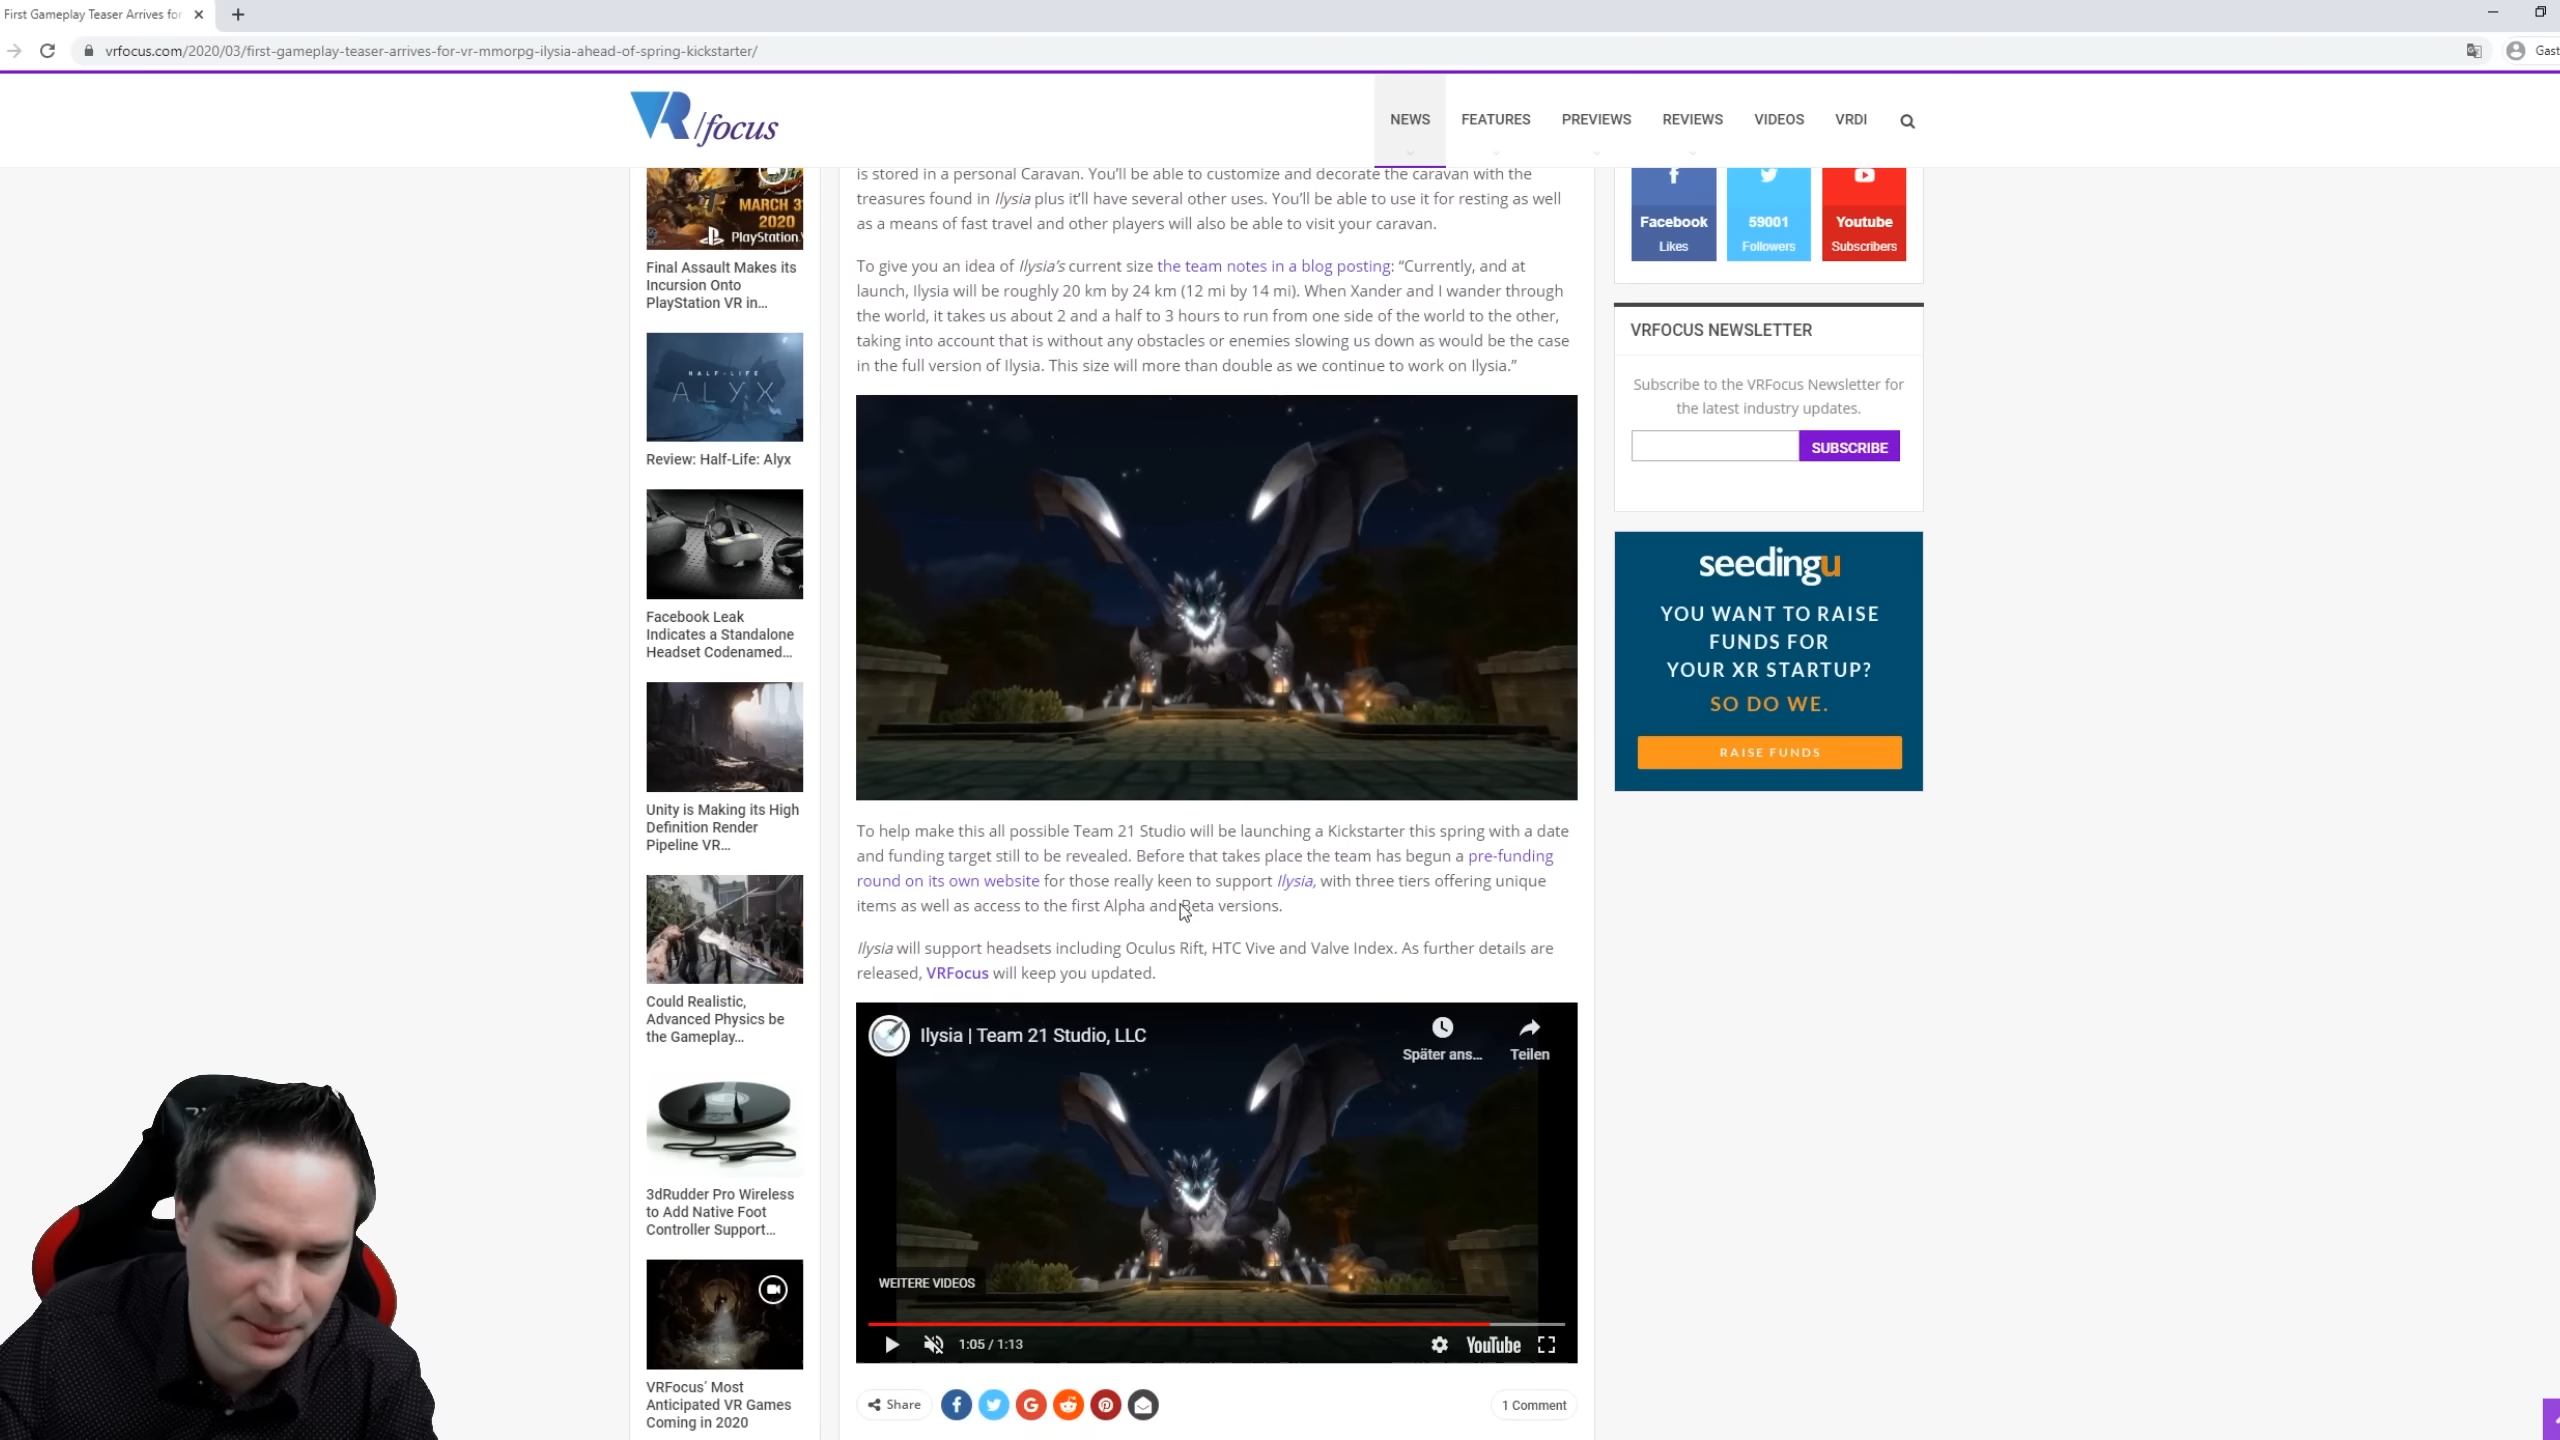 First Gameplay Teaser Arrives for
vrfocus.com/2020/03/first-gameplay-teaser-arrives-for-vr-mmorpg-ilysia-ahead-of-spring-kickstarter/
Gast
VR/focus
NEWS
FEATURES
PREVIEWS
REVIEWS
VIDEOS
VRDI
MARCH 3
2020
PlayStation.
Final Assault Makes its
Incursion Onto
PlayStation VR in...
HALF-LIFE
ALYX
Review: Half-Life: Alyx
Facebook Leak
Indicates a Standalone
Headset Codenamed...
Unity is Making its High
Definition Render
Pipeline VR...
Could Realistic,
Advanced Physics be
the Gameplay...
3dRudder Pro Wireless
to Add Native Foot
Controller Support...
VRFocus’ Most
Anticipated VR Games
Coming in 2020
is stored in a personal Caravan. You’ll be able to customize and decorate the caravan with the
treasures found in Ilysia plus it’ll have several other uses. You’ll be able to use it for resting as well
as a means of fast travel and other players will also be able to visit your caravan.
To give you an idea of Ilysia’s current size the team notes in a blog posting: “Currently, and at
launch, Ilysia will be roughly 20 km by 24 km (12 mi by 14 mi). When Xander and I wander through
the world, it takes us about 2 and a half to 3 hours to run from one side of the world to the other,
taking into account that is without any obstacles or enemies slowing us down as would be the case
in the full version of Ilysia. This size will more than double as we continue to work on Ilysia.”
To help make this all possible Team 21 Studio will be launching a Kickstarter this spring with a date
and funding target still to be revealed. Before that takes place the team has begun a pre-funding
round on its own website for those really keen to support Ilysia, with three tiers offering unique
items as well as access to the first Alpha and Beta versions.
Ilysia will support headsets including Oculus Rift, HTC Vive and Valve Index. As further details are
released, VRFocus will keep you updated.
Ilysia | Team 21 Studio, LLC
Später ans...
Teilen
WEITERE VIDEOS
1:05 / 1:13
YouTube
Share
1 Comment
Facebook
Likes
59001
Followers
Youtube
Subscribers
VRFOCUS NEWSLETTER
Subscribe to the VRFocus Newsletter for
the latest industry updates.
SUBSCRIBE
seedingu
YOU WANT TO RAISE
FUNDS FOR
YOUR XR STARTUP?
SO DO WE.
RAISE FUNDS